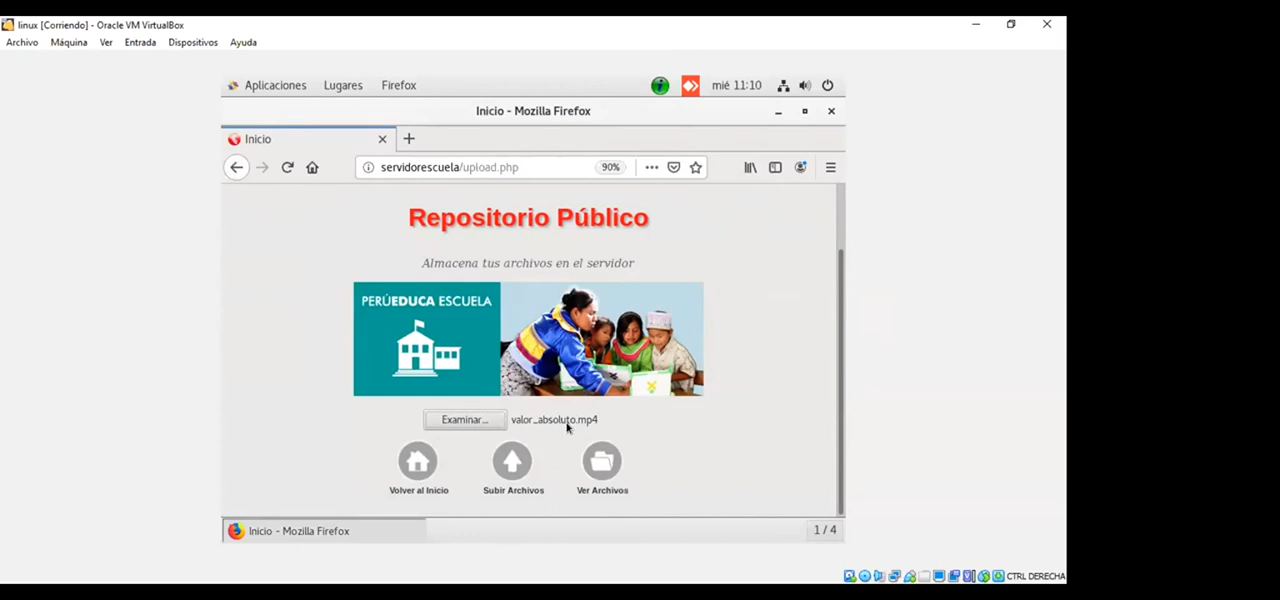 linux [Corriendo] - Oracle VM VirtualBox
Archivo Máquina Ver Entrada Dispositivos Ayuda
Aplicaciones Lugares Firefox mié 11:10
Inicio - Mozilla Firefox
Inicio
servidorescuela/upload.php 90%
Repositorio Público
Almacena tus archivos en el servidor
PERÚEDUCA ESCUELA
Examinar... valor_absoluto.mp4
Volver al Inicio Subir Archivos Ver Archivos
Inicio - Mozilla Firefox 1 / 4
CTRL DERECHA